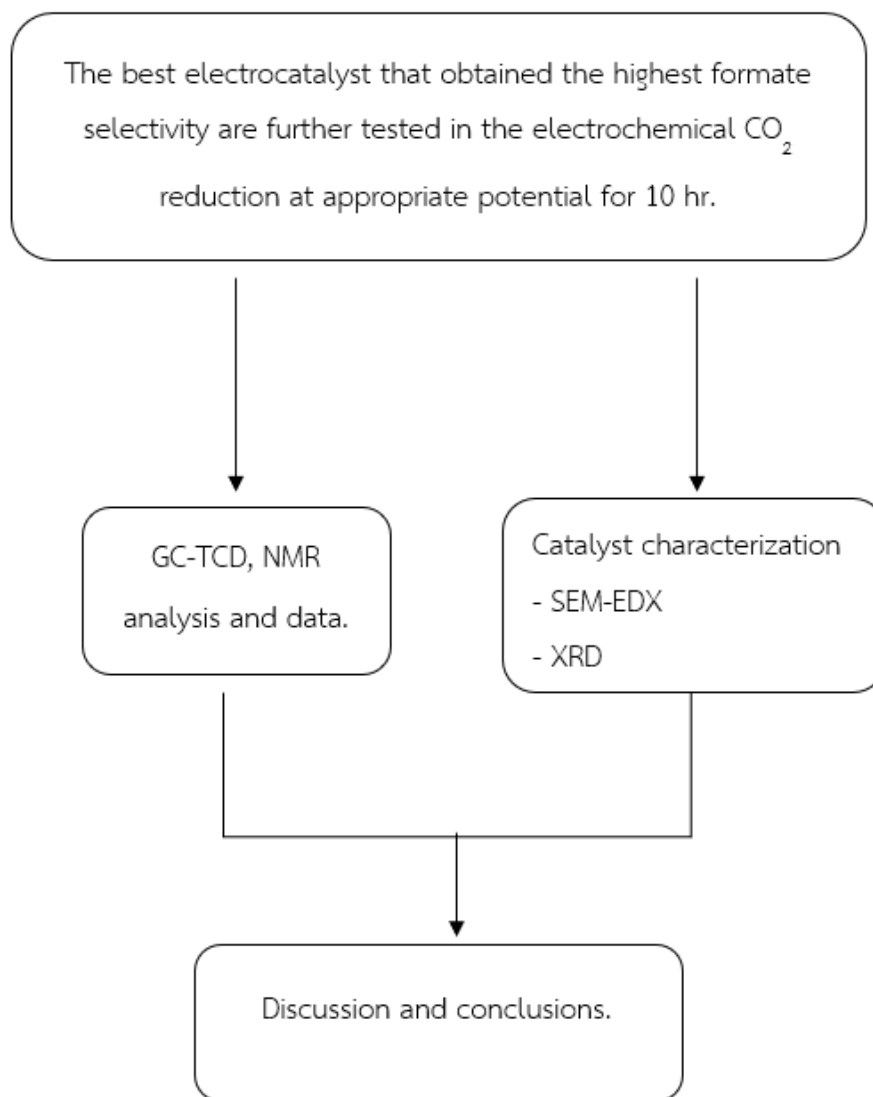 The best electrocatalyst that obtained the highest formate
selectivity are further tested in the electrochemical CO₂
reduction at appropriate potential for 10 hr.
GC-TCD, NMR
analysis and data.
Catalyst characterization
- SEM-EDX
- XRD
Discussion and conclusions.